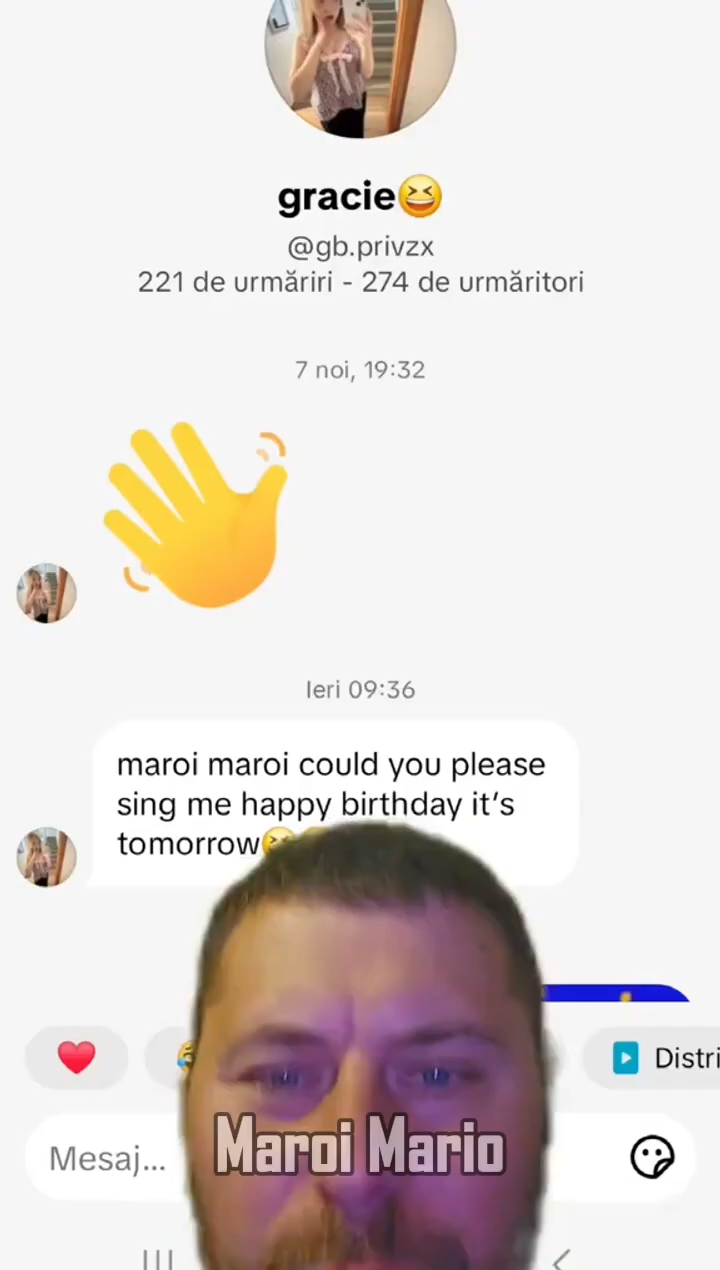 gracie😆
@gb.privzx
221 de urmăriri - 274 de urmăritori
7 noi, 19:32
Ieri 09:36
maroi maroi could you please
sing me happy birthday it's
tomorrow
Distri
Maroi Mario
Mesaj...